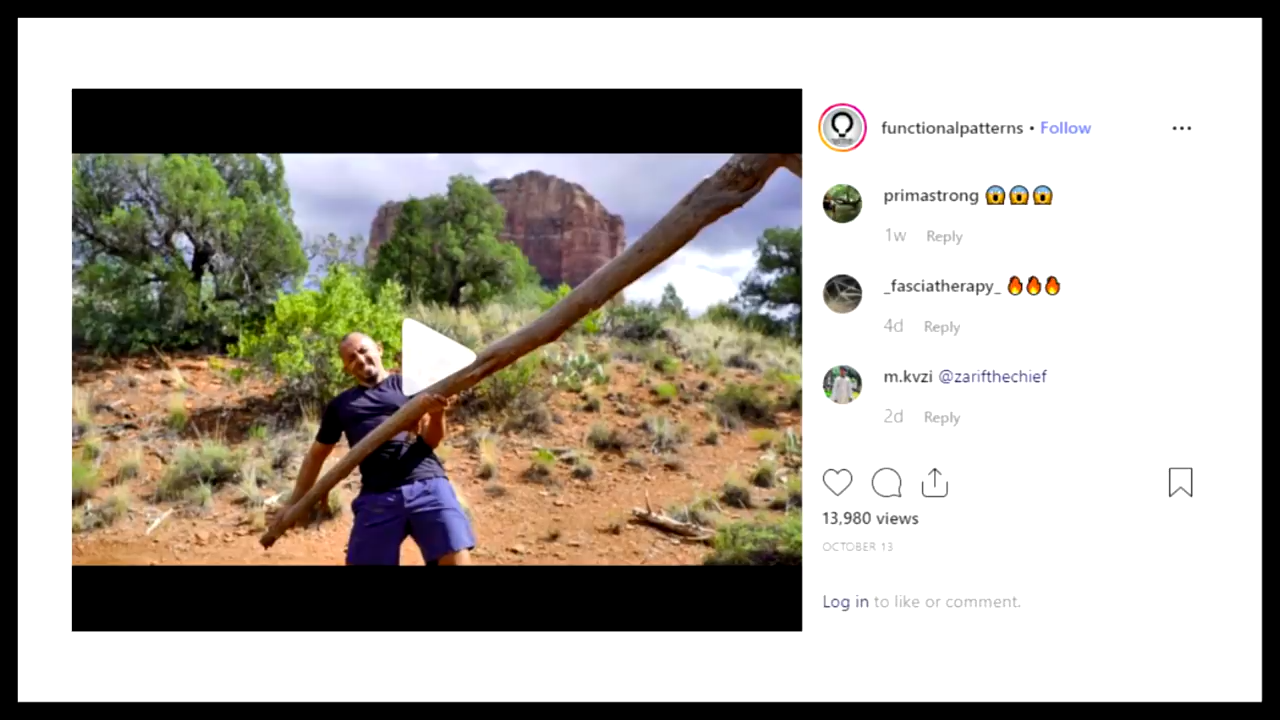 functionalpatterns • Follow
primastrong 😱😱😱
1w Reply
_fasciatherapy_ 🔥🔥🔥
4d Reply
m.kvzi @zarifthechief
2d Reply
13,980 views
OCTOBER 13
Log in to like or comment.